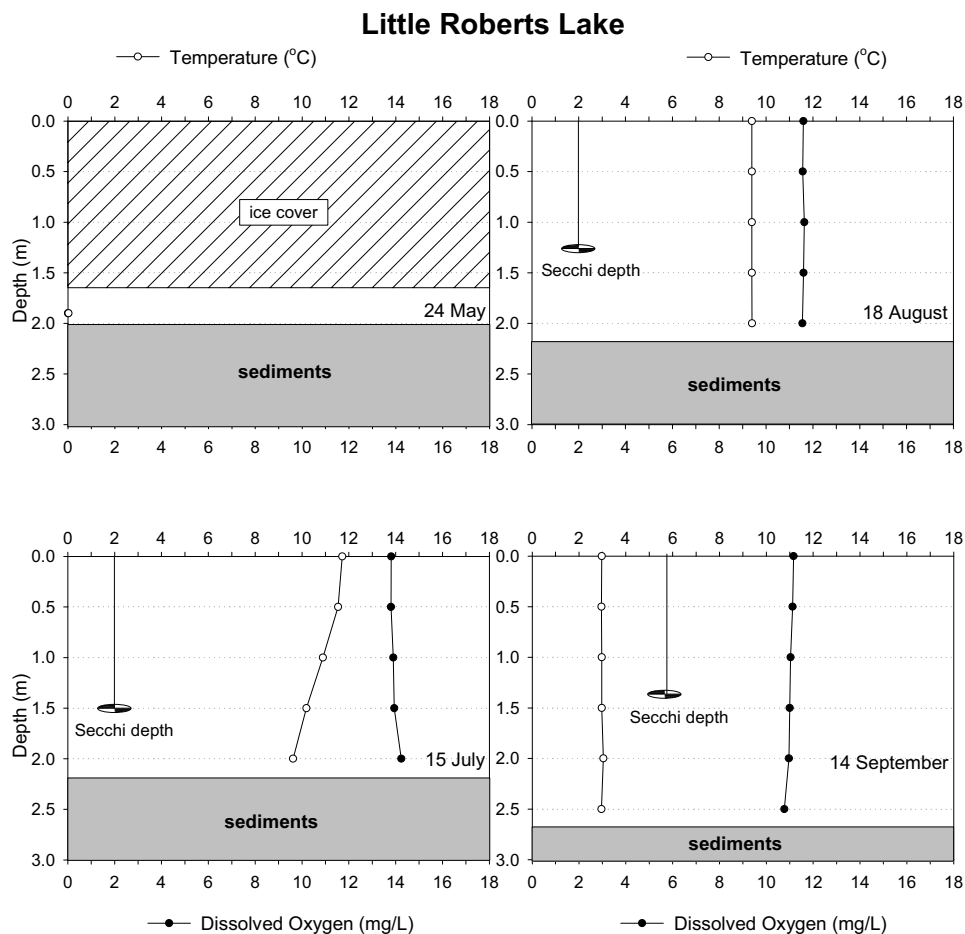 Little Roberts Lake
Temperature (°C)
Temperature (°C)
0 2 4 6 8 10 12 14 16 18
0 2 4 6 8 10 12 14 16 18
Depth (m)
0.0
0.5
1.0
1.5
2.0
2.5
3.0
ice cover
24 May
sediments
0 2 4 6 8 10 12 14 16 18
0.0
0.5
1.0
1.5
2.0
2.5
3.0
Secchi depth
18 August
sediments
0 2 4 6 8 10 12 14 16 18
0 2 4 6 8 10 12 14 16 18
0 2 4 6 8 10 12 14 16 18
Depth (m)
0.0
0.5
1.0
1.5
2.0
2.5
3.0
Secchi depth
15 July
sediments
0 2 4 6 8 10 12 14 16 18
0.0
0.5
1.0
1.5
2.0
2.5
3.0
Secchi depth
14 September
sediments
0 2 4 6 8 10 12 14 16 18
Dissolved Oxygen (mg/L)
Dissolved Oxygen (mg/L)